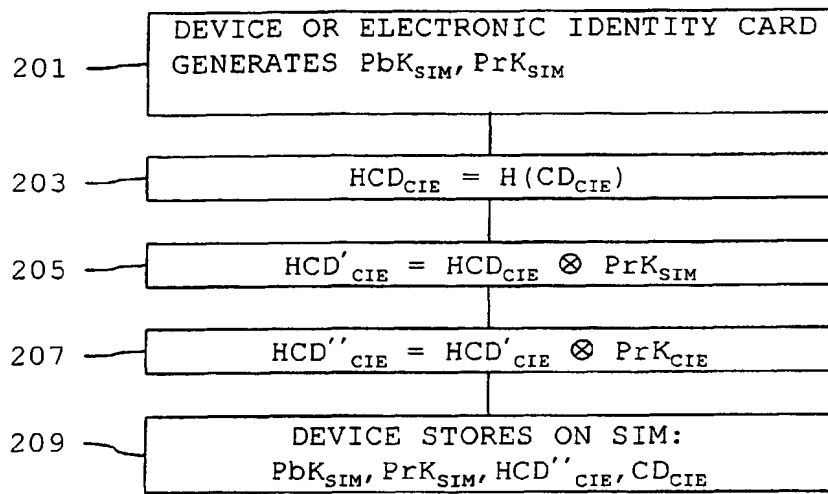 201
DEVICE OR ELECTRONIC IDENTITY CARD
GENERATES PbK_SIM, PrK_SIM
203
HCD_CIE = H(CD_CIE)
205
HCD'_CIE = HCD_CIE ⊗ PrK_SIM
207
HCD''_CIE = HCD'_CIE ⊗ PrK_CIE
209
DEVICE STORES ON SIM:
PbK_SIM, PrK_SIM, HCD''_CIE, CD_CIE